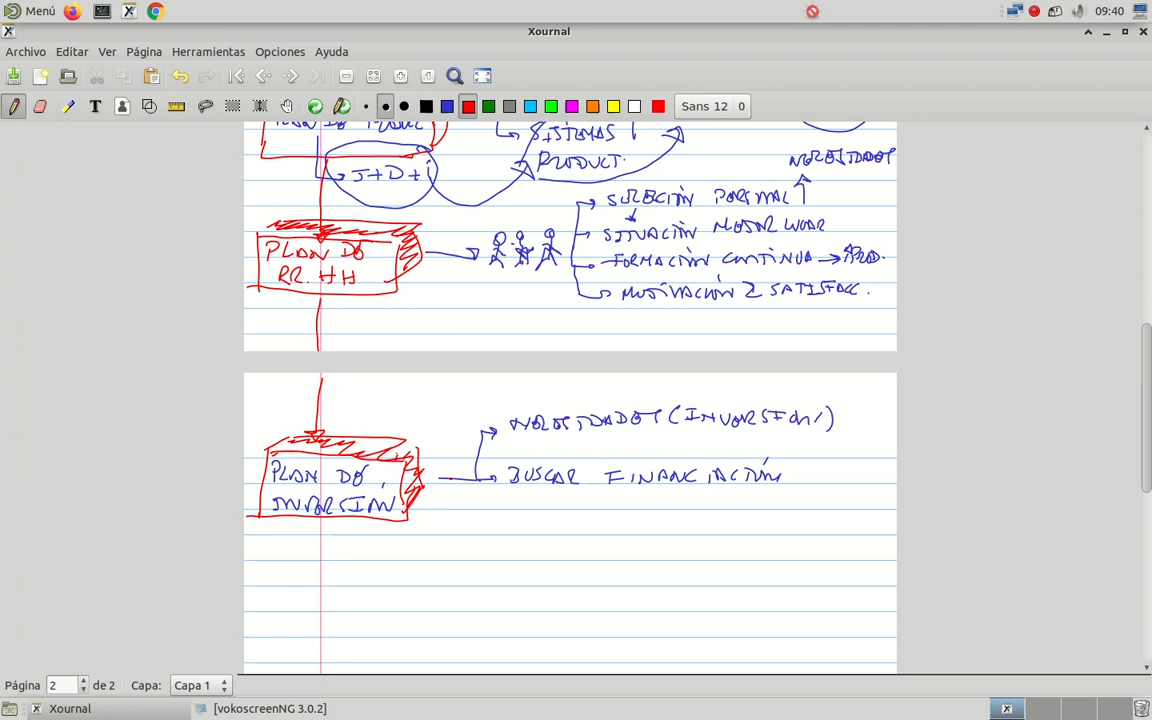 Menú 09:40
Xournal
Archivo Editar Ver Página Herramientas Opciones Ayuda
Sans 12 0
SISTEMAS
PRODUCT.
I+D+i
NECESIDADES
SELECCIÓN PERSONAL
SITUACIÓN MEJOR LUGAR
FORMACIÓN CONTINUA
MOTIVACIÓN Σ SATISFACC.
PLAN DE
RR. HH
NECESIDADES (INVERSIÓN)
PLAN DE
INVERSIÓN
BUSCAR FINANCIACIÓN
Página 2 de 2 Capa: Capa 1
Xournal [vokoscreenNG 3.0.2]